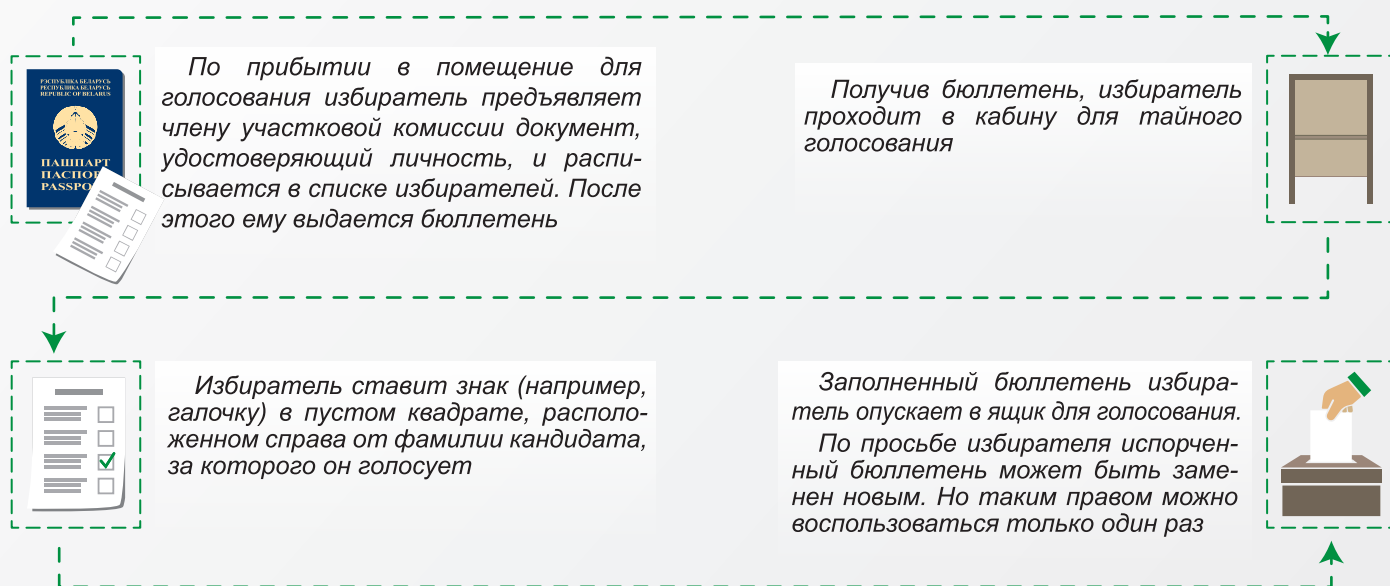 РЭСПУБЛІКА БЕЛАРУСЬ
РЕСПУБЛИКА БЕЛАРУСЬ
REPUBLIC OF BELARUS
ПАШПАРТ
ПАСПОР
PASSPO
По прибытии в помещение для
голосования избиратель предъявляет
члену участковой комиссии документ,
удостоверяющий личность, и распи-
сывается в списке избирателей. После
этого ему выдается бюллетень
Получив бюллетень, избиратель
проходит в кабину для тайного
голосования
Избиратель ставит знак (например,
галочку) в пустом квадрате, располо-
женном справа от фамилии кандидата,
за которого он голосует
Заполненный бюллетень избира-
тель опускает в ящик для голосования.
По просьбе избирателя испорчен-
ный бюллетень может быть заме-
нен новым. Но таким правом можно
воспользоваться только один раз